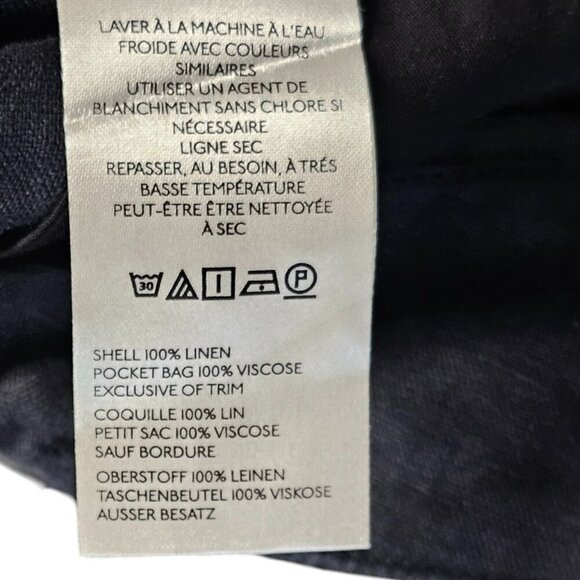 LAVER À LA MACHINE À L'EAU
FROIDE AVEC COULEURS
SIMILAIRES
UTILISER UN AGENT DE
BLANCHIMENT SANS CHLORE SI
NÉCESSAIRE
LIGNE SEC
REPASSER, AU BESOIN, À TRÉS
BASSE TEMPÉRATURE
PEUT-ÊTRE ÊTRE NETTOYÉE
À SEC
30 P
SHELL 100% LINEN
POCKET BAG 100% VISCOSE
EXCLUSIVE OF TRIM
COQUILLE 100% LIN
PETIT SAC 100% VISCOSE
SAUF BORDURE
OBERSTOFF 100% LEINEN
TASCHENBEUTEL 100% VISKOSE
AUSSER BESATZ